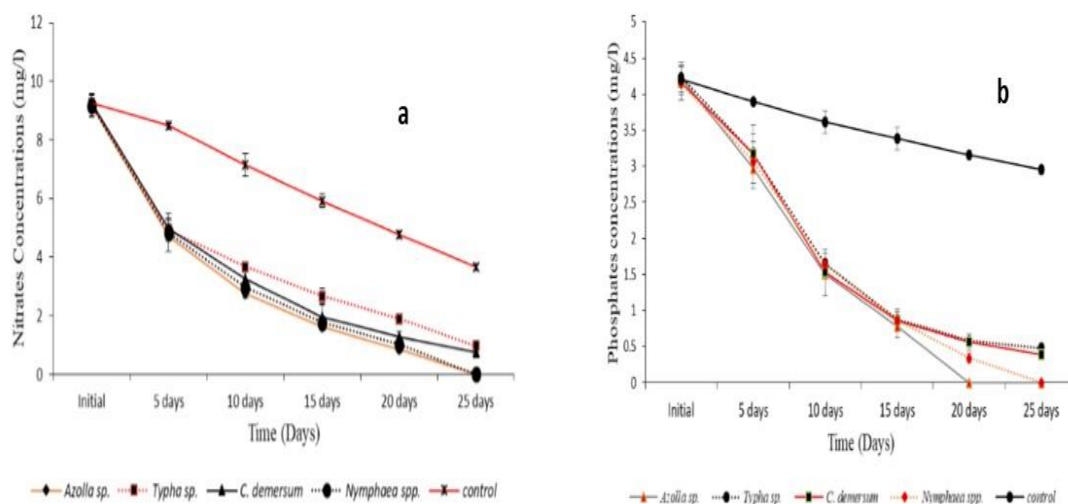 12
10
8
6
4
2
0
Nitrates Concentrations (mg/l)
a
Initial 5 days 10 days 15 days 20 days 25 days
Time (Days)
Azolla sp. Typha sp. C. demersum Nymphaea spp. control
5
4.5
4
3.5
3
2.5
2
1.5
1
0.5
0
Phosphates concentrations (mg/l)
b
Initial 5 days 10 days 15 days 20 days 25 days
Time (Days)
Azolla sp. Typha sp. C. demersum Nymphaea spp. control